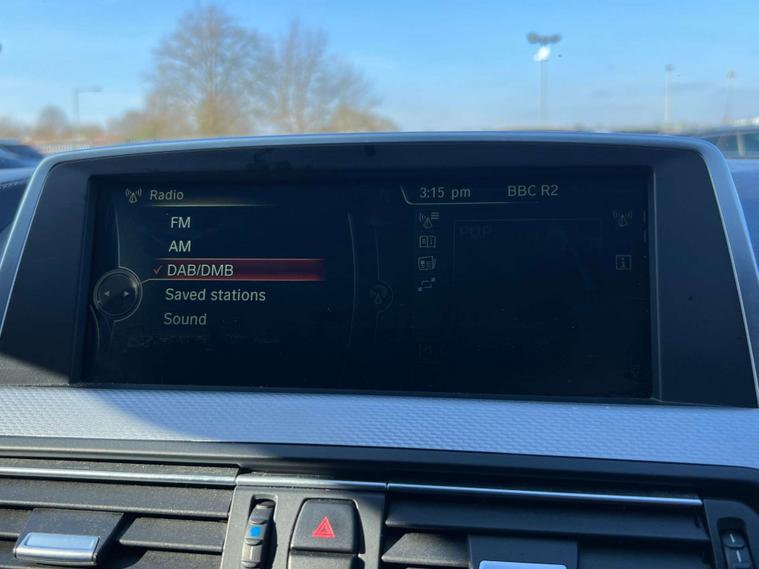 Radio
3:15 pm
BBC R2
FM
AM
DAB/DMB
Saved stations
Sound
POP